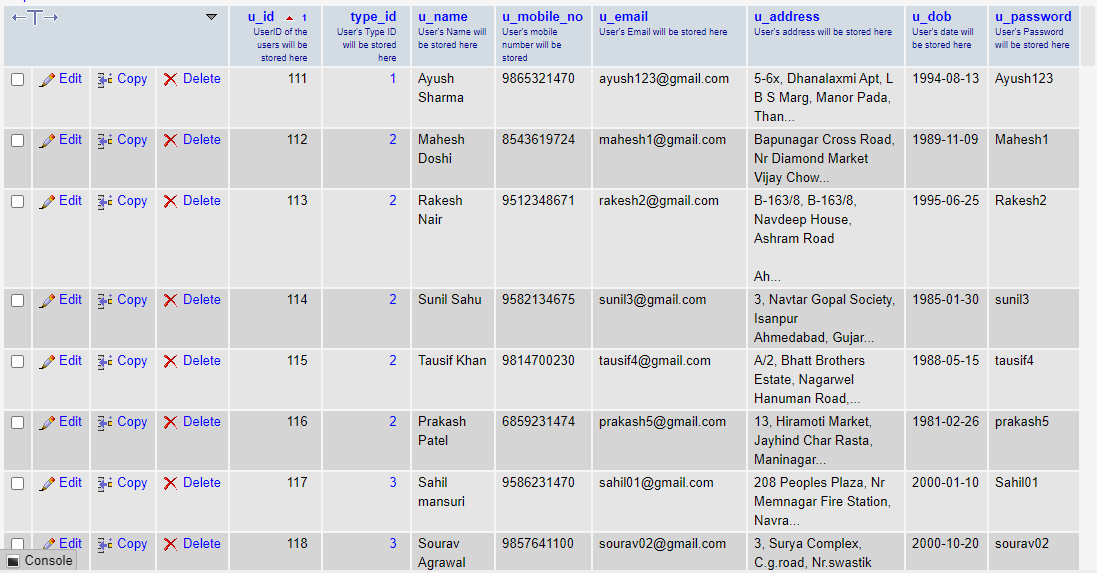 u_id 1 type_id u_name u_mobile_no u_email u_address u_dob u_password
UserID of the User's Type ID User's Name will User's mobile User's Email will be stored here User's address will be stored here User's date will User's Password
users will be will be stored be stored here number will be be stored here will be stored here
stored here here stored
Edit Copy Delete 111 1 Ayush 9865321470 ayush123@gmail.com 5-6x, Dhanalaxmi Apt, L 1994-08-13 Ayush123
Sharma B S Marg, Manor Pada,
Than...
Edit Copy Delete 112 2 Mahesh 8543619724 mahesh1@gmail.com Bapunagar Cross Road, 1989-11-09 Mahesh1
Doshi Nr Diamond Market
Vijay Chow...
Edit Copy Delete 113 2 Rakesh 9512348671 rakesh2@gmail.com B-163/8, B-163/8, 1995-06-25 Rakesh2
Nair Navdeep House,
Ashram Road
Ah...
Edit Copy Delete 114 2 Sunil Sahu 9582134675 sunil3@gmail.com 3, Navtar Gopal Society, 1985-01-30 sunil3
Isanpur
Ahmedabad, Gujar...
Edit Copy Delete 115 2 Tausif Khan 9814700230 tausif4@gmail.com A/2, Bhatt Brothers 1988-05-15 tausif4
Estate, Nagarwel
Hanuman Road,...
Edit Copy Delete 116 2 Prakash 6859231474 prakash5@gmail.com 13, Hiramoti Market, 1981-02-26 prakash5
Patel Jayhind Char Rasta,
Maninagar...
Edit Copy Delete 117 3 Sahil 9586231470 sahil01@gmail.com 208 Peoples Plaza, Nr 2000-01-10 Sahil01
mansuri Memnagar Fire Station,
Navra...
Edit Copy Delete 118 3 Sourav 9857641100 sourav02@gmail.com 3, Surya Complex, 2000-10-20 sourav02
Console Agrawal C.g.road, Nr.swastik